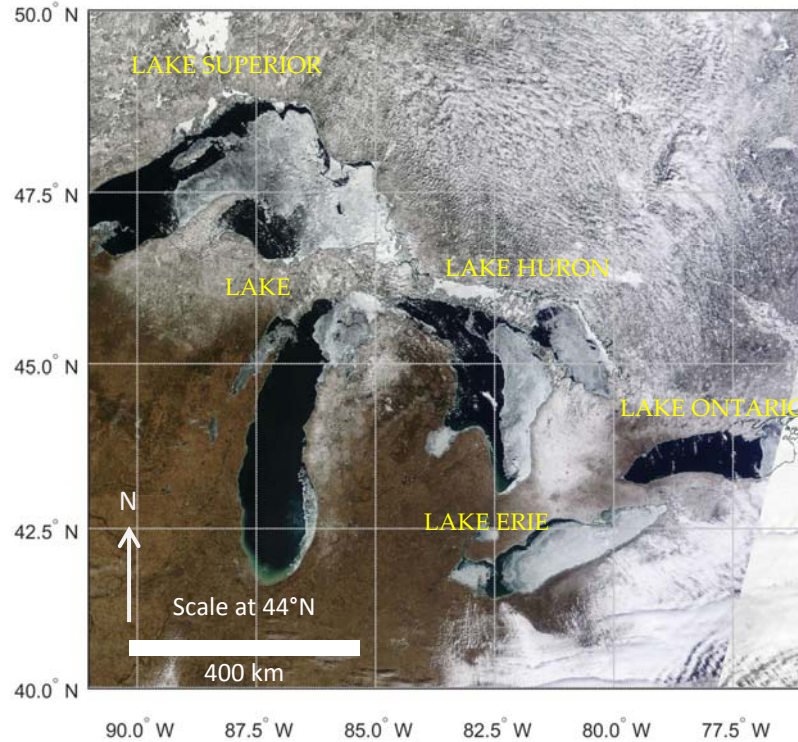 50.0° N
LAKE SUPERIOR
47.5° N
LAKE HURON
LAKE
45.0° N
LAKE ONTARIO
N
LAKE ERIE
42.5° N
Scale at 44°N
400 km
40.0° N
90.0° W 87.5° W 85.0° W 82.5° W 80.0° W 77.5° W